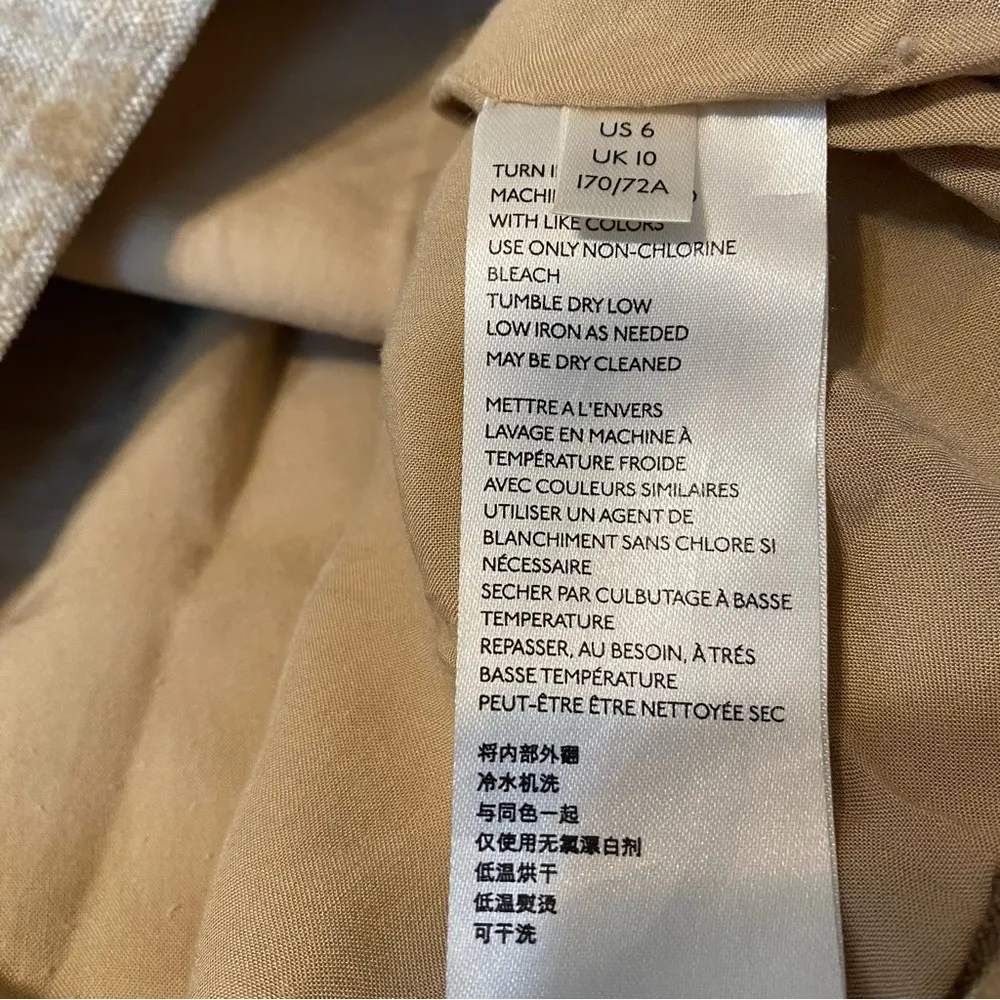 US 6
UK 10
170/72A
TURN
WITH LIKE COLORS
USE ONLY NON-CHLORINE
BLEACH
TUMBLE DRY LOW
LOW IRON AS NEEDED
MAY BE DRY CLEANED
METTRE A L'ENVERS
LAVAGE EN MACHINE À
TEMPÉRATURE FROIDE
AVEC COULEURS SIMILAIRES
UTILISER UN AGENT DE
BLANCHIMENT SANS CHLORE SI
NÉCESSAIRE
SECHER PAR CULBUTAGE À BASSE
TEMPERATURE
REPASSER, AU BESOIN, À TRÉS
BASSE TEMPÉRATURE
PEUT-ÊTRE ÊTRE NETTOYÉE SEC
将内部外翻
冷水机洗
与同色一起
仅使用无氯漂白剂
低温烘干
低温熨烫
可干洗